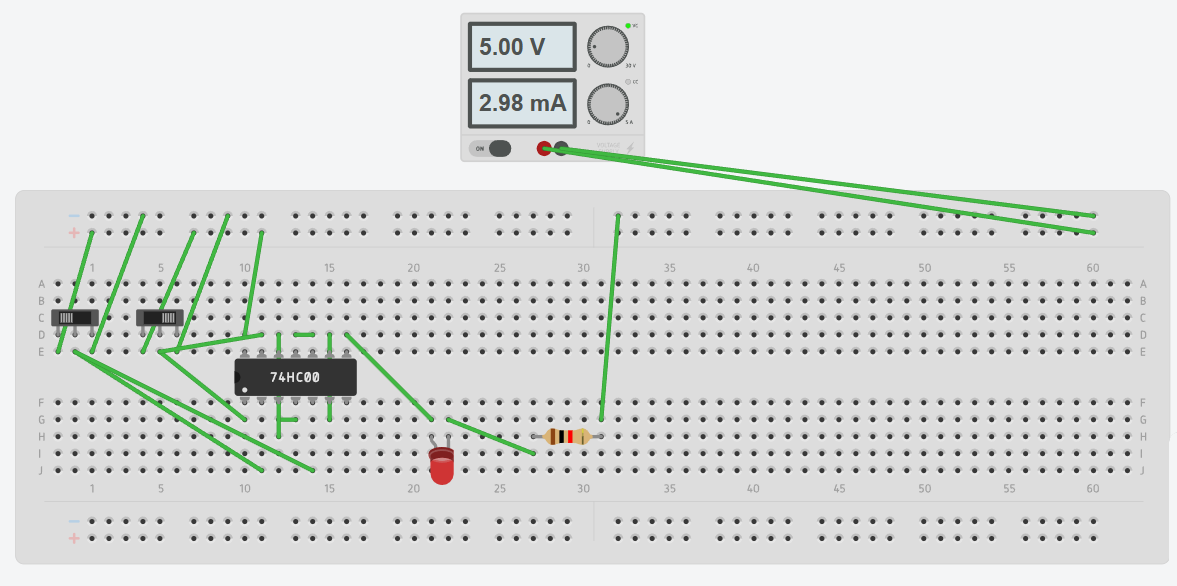 5.00 V
VC
0
30 V
2.98 mA
CC
0
5 A
ON
− −
+ +
1 5 10 15 20 25 30 35 40 45 50 55 60
A A
B B
C C
D D
E E
74HC00
F F
G G
H H
I I
J J
1 5 10 15 20 25 30 35 40 45 50 55 60
− −
+ +